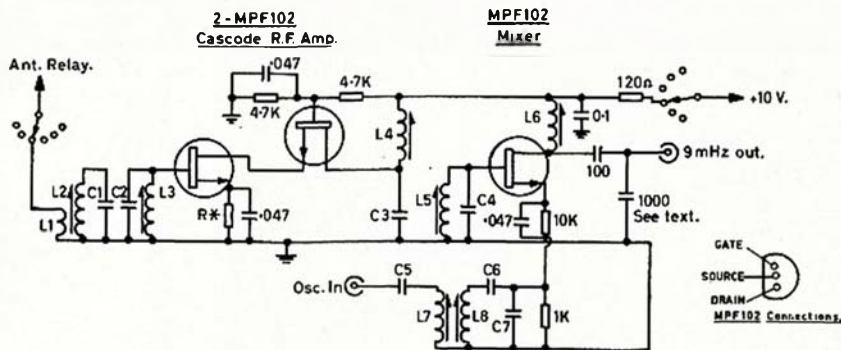 2-MPF102
Cascode R.F. Amp.
MPF102
Mixer
Ant. Relay.
.047
4.7K
4.7K
120Ω
+10 V.
L6
0.1
L4
9mHz out.
100
L2
C1
C2
L3
L5
C4
1000
See text.
L1
R*
.047
C3
.047
10K
GATE
SOURCE
DRAIN
MPF102 Connections.
Osc. In
C5
C6
L7
L8
C7
1K